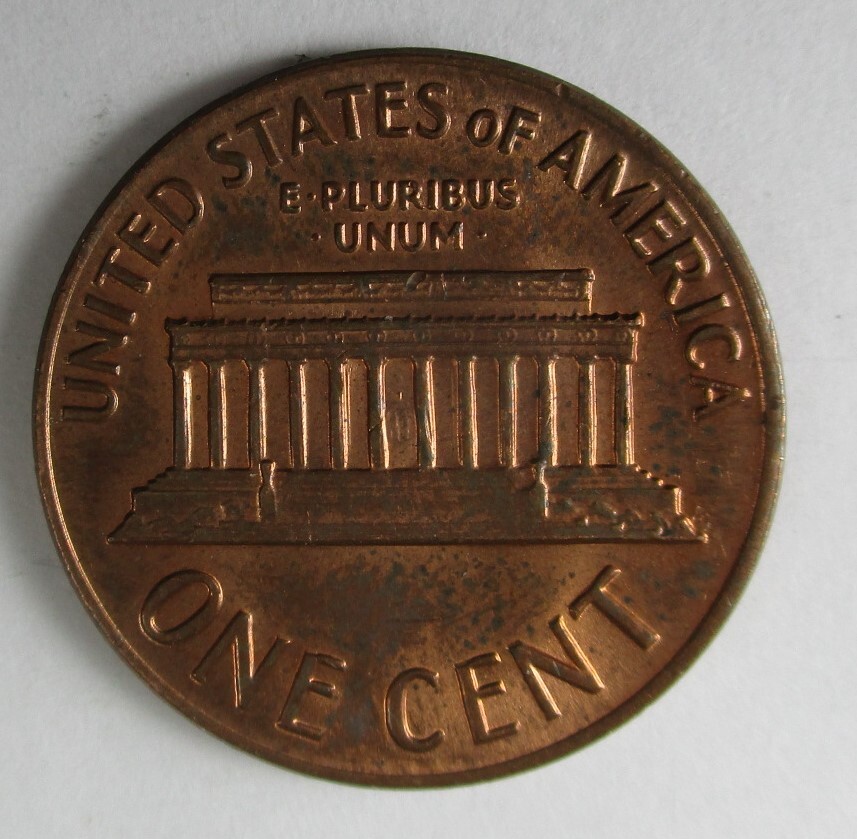 UNITED STATES OF AMERICA
E·PLURIBUS
·UNUM·
ONE CENT